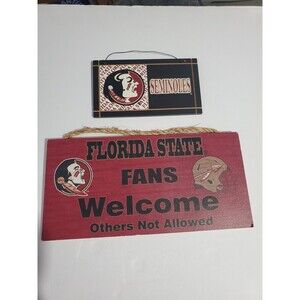 SEMINOLES
FLORIDA STATE
FANS
Welcome
Others Not Allowed